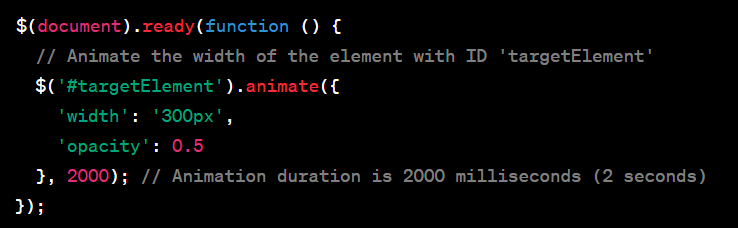 $(document).ready(function () {
  // Animate the width of the element with ID 'targetElement'
  $('#targetElement').animate({
    'width': '300px',
    'opacity': 0.5
  }, 2000); // Animation duration is 2000 milliseconds (2 seconds)
});